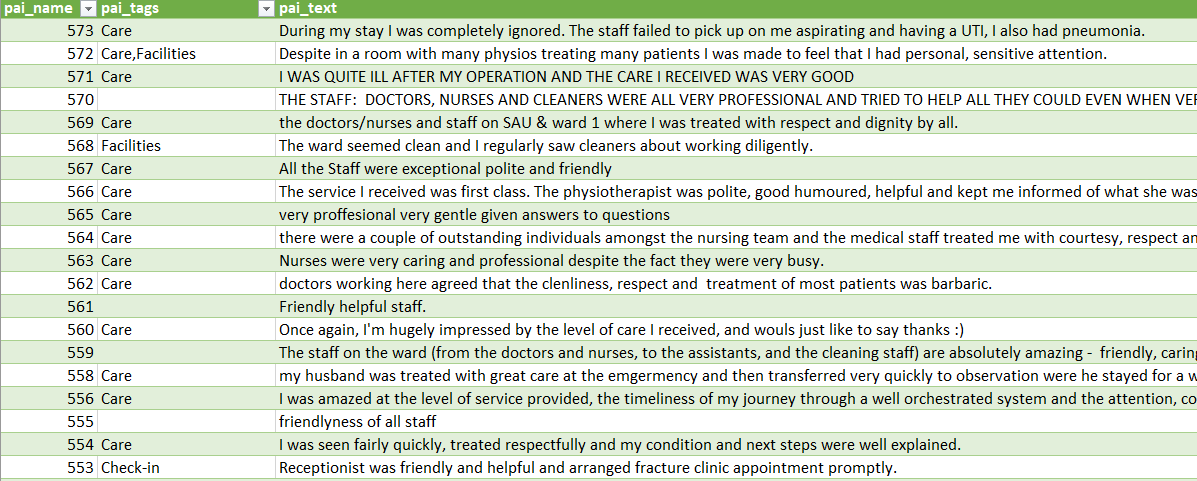 pai_name pai_tags pai_text
573 Care During my stay I was completely ignored. The staff failed to pick up on me aspirating and having a UTI, I also had pneumonia.
572 Care,Facilities Despite in a room with many physios treating many patients I was made to feel that I had personal, sensitive attention.
571 Care I WAS QUITE ILL AFTER MY OPERATION AND THE CARE I RECEIVED WAS VERY GOOD
570 THE STAFF: DOCTORS, NURSES AND CLEANERS WERE ALL VERY PROFESSIONAL AND TRIED TO HELP ALL THEY COULD EVEN WHEN VER
569 Care the doctors/nurses and staff on SAU & ward 1 where I was treated with respect and dignity by all.
568 Facilities The ward seemed clean and I regularly saw cleaners about working diligently.
567 Care All the Staff were exceptional polite and friendly
566 Care The service I received was first class. The physiotherapist was polite, good humoured, helpful and kept me informed of what she was
565 Care very proffesional very gentle given answers to questions
564 Care there were a couple of outstanding individuals amongst the nursing team and the medical staff treated me with courtesy, respect an
563 Care Nurses were very caring and professional despite the fact they were very busy.
562 Care doctors working here agreed that the clenliness, respect and treatment of most patients was barbaric.
561 Friendly helpful staff.
560 Care Once again, I'm hugely impressed by the level of care I received, and wouls just like to say thanks :)
559 The staff on the ward (from the doctors and nurses, to the assistants, and the cleaning staff) are absolutely amazing - friendly, caring
558 Care my husband was treated with great care at the emgermency and then transferred very quickly to observation were he stayed for a w
556 Care I was amazed at the level of service provided, the timeliness of my journey through a well orchestrated system and the attention, co
555 friendlyness of all staff
554 Care I was seen fairly quickly, treated respectfully and my condition and next steps were well explained.
553 Check-in Receptionist was friendly and helpful and arranged fracture clinic appointment promptly.